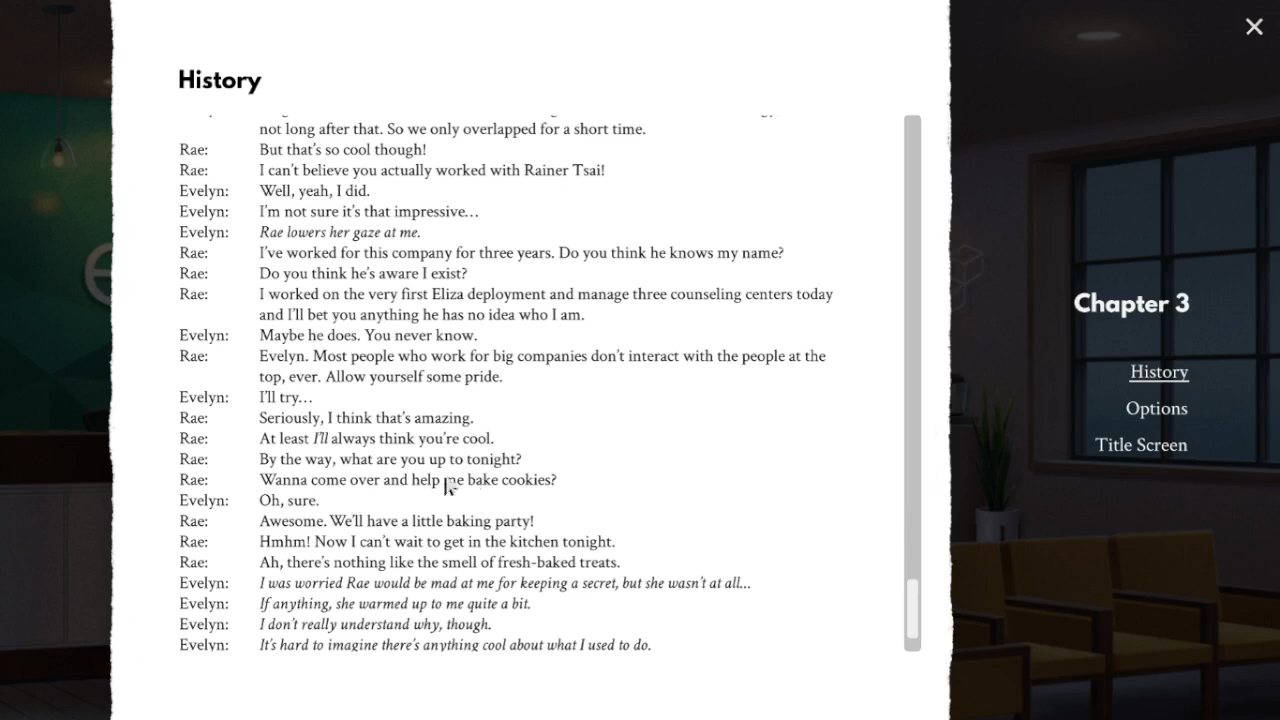 History
not long after that. So we only overlapped for a short time.
Rae: But that's so cool though!
Rae: I can't believe you actually worked with Rainer Tsai!
Evelyn: Well, yeah, I did.
Evelyn: I'm not sure it's that impressive…
Evelyn: Rae lowers her gaze at me.
Rae: I've worked for this company for three years. Do you think he knows my name?
Rae: Do you think he's aware I exist?
Rae: I worked on the very first Eliza deployment and manage three counseling centers today
and I'll bet you anything he has no idea who I am.
Evelyn: Maybe he does. You never know.
Rae: Evelyn. Most people who work for big companies don't interact with the people at the
top, ever. Allow yourself some pride.
Evelyn: I'll try…
Rae: Seriously, I think that's amazing.
Rae: At least I'll always think you're cool.
Rae: By the way, what are you up to tonight?
Rae: Wanna come over and help me bake cookies?
Evelyn: Oh, sure.
Rae: Awesome. We'll have a little baking party!
Rae: Hmhm! Now I can't wait to get in the kitchen tonight.
Rae: Ah, there's nothing like the smell of fresh-baked treats.
Evelyn: I was worried Rae would be mad at me for keeping a secret, but she wasn't at all…
Evelyn: If anything, she warmed up to me quite a bit.
Evelyn: I don't really understand why, though.
Evelyn: It's hard to imagine there's anything cool about what I used to do.
Chapter 3
History
Options
Title Screen